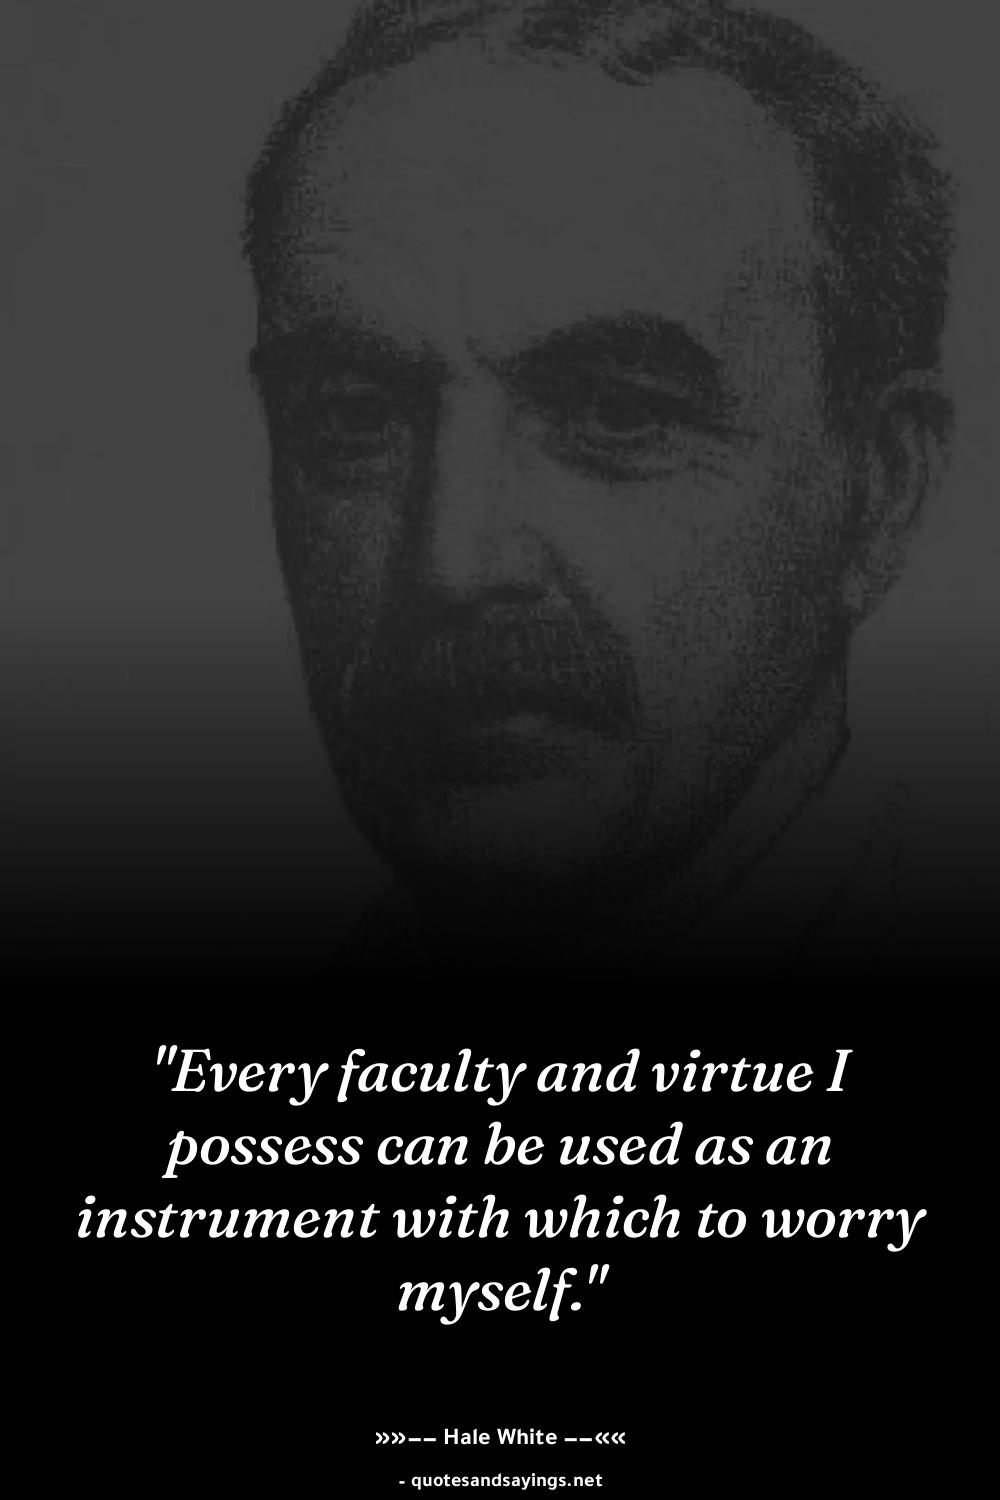 "Every faculty and virtue I
possess can be used as an
instrument with which to worry
myself."
»»–– Hale White ––««
- quotesandsayings.net